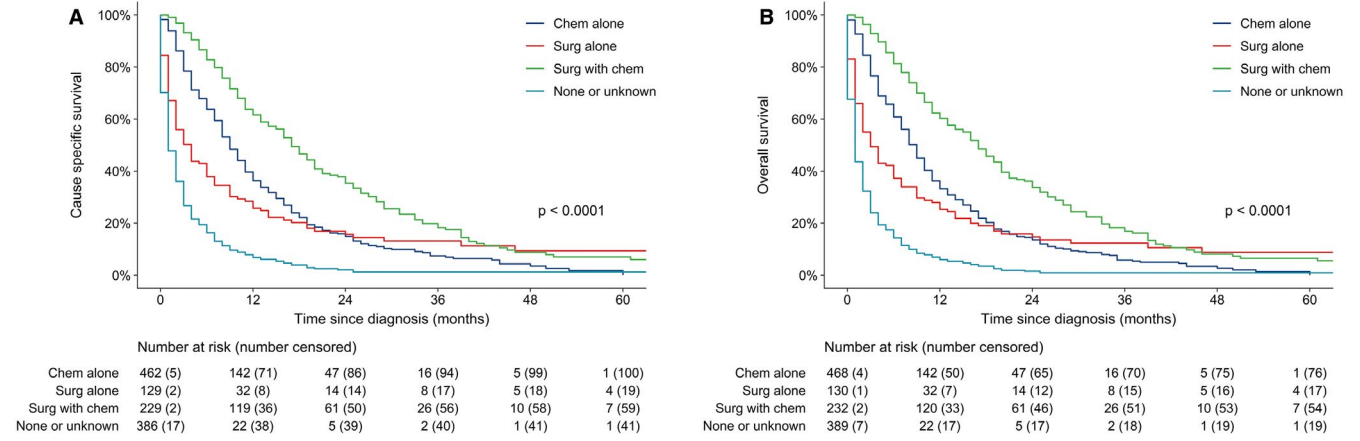 A
Cause specific survival
100%
80%
60%
40%
20%
0%
Chem alone
Surg alone
Surg with chem
None or unknown
p < 0.0001
0 12 24 36 48 60
Time since diagnosis (months)
Number at risk (number censored)
Chem alone 462 (5) 142 (71) 47 (86) 16 (94) 5 (99) 1 (100)
Surg alone 129 (2) 32 (8) 14 (14) 8 (17) 5 (18) 4 (19)
Surg with chem 229 (2) 119 (36) 61 (50) 26 (56) 10 (58) 7 (59)
None or unknown 386 (17) 22 (38) 5 (39) 2 (40) 1 (41) 1 (41)
B
Overall survival
100%
80%
60%
40%
20%
0%
Chem alone
Surg alone
Surg with chem
None or unknown
p < 0.0001
0 12 24 36 48 60
Time since diagnosis (months)
Number at risk (number censored)
Chem alone 468 (4) 142 (50) 47 (65) 16 (70) 5 (75) 1 (76)
Surg alone 130 (1) 32 (7) 14 (12) 8 (15) 5 (16) 4 (17)
Surg with chem 232 (2) 120 (33) 61 (46) 26 (51) 10 (53) 7 (54)
None or unknown 389 (7) 22 (17) 5 (17) 2 (18) 1 (19) 1 (19)